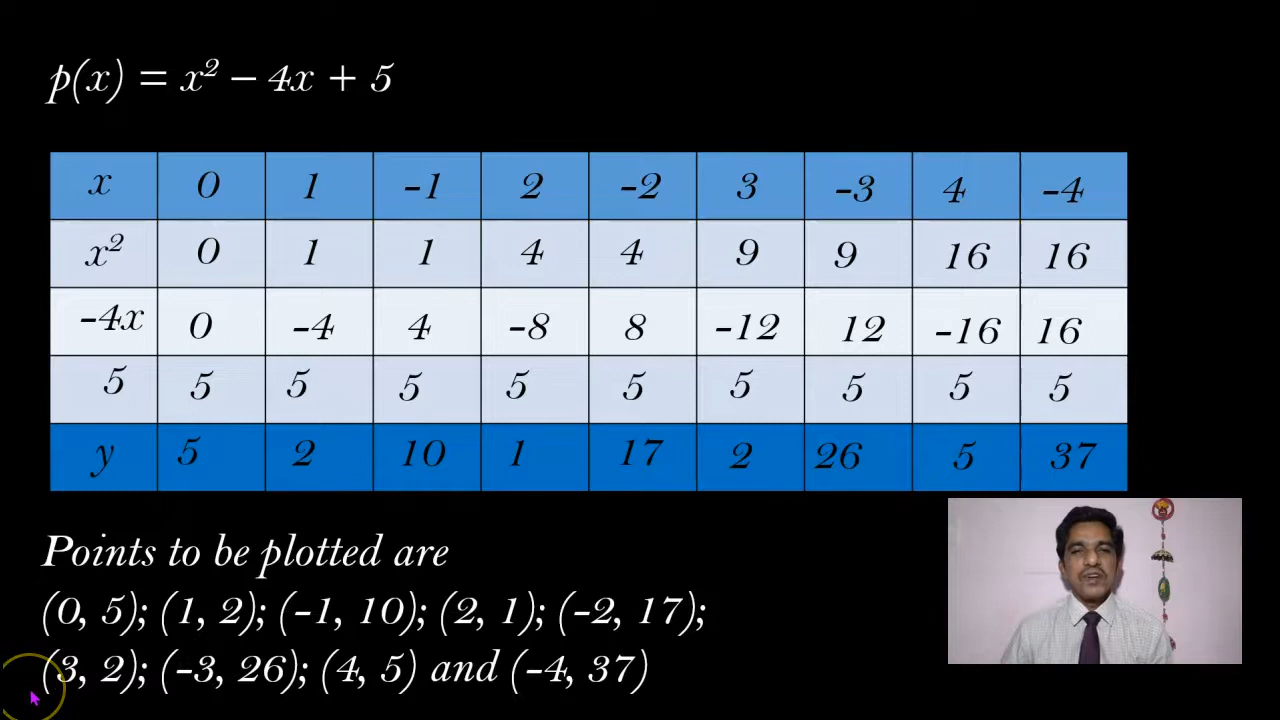 p(x) = x² – 4x + 5
x 0 1 -1 2 -2 3 -3 4 -4
x² 0 1 1 4 4 9 9 16 16
-4x 0 -4 4 -8 8 -12 12 -16 16
5 5 5 5 5 5 5 5 5 5
y 5 2 10 1 17 2 26 5 37
Points to be plotted are
(0, 5); (1, 2); (-1, 10); (2, 1); (-2, 17);
(3, 2); (-3, 26); (4, 5) and (-4, 37)